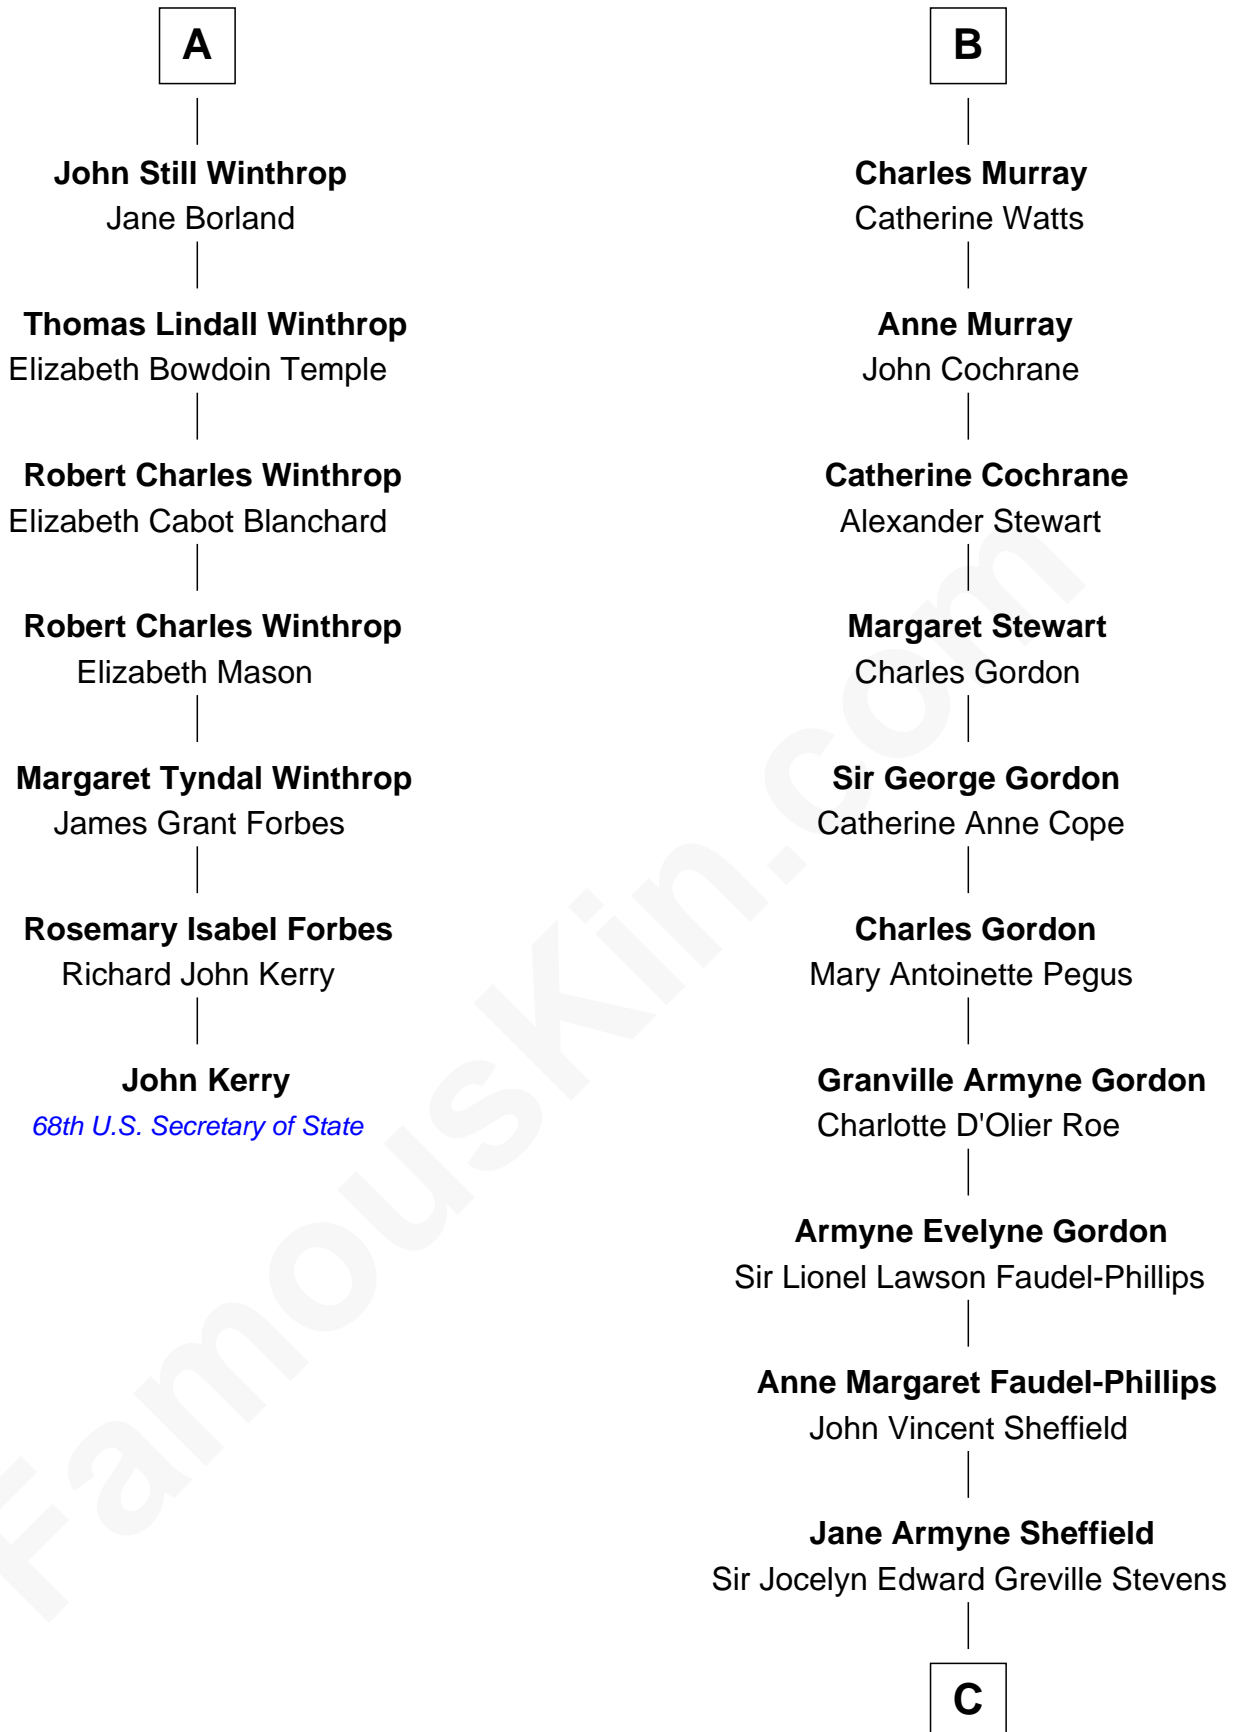 A
John Still Winthrop
Jane Borland
Thomas Lindall Winthrop
Elizabeth Bowdoin Temple
Robert Charles Winthrop
Elizabeth Cabot Blanchard
Robert Charles Winthrop
Elizabeth Mason
Margaret Tyndal Winthrop
James Grant Forbes
Rosemary Isabel Forbes
Richard John Kerry
John Kerry
68th U.S. Secretary of State
B
Charles Murray
Catherine Watts
Anne Murray
John Cochrane
Catherine Cochrane
Alexander Stewart
Margaret Stewart
Charles Gordon
Sir George Gordon
Catherine Anne Cope
Charles Gordon
Mary Antoinette Pegus
Granville Armyne Gordon
Charlotte D'Olier Roe
Armyne Evelyne Gordon
Sir Lionel Lawson Faudel-Phillips
Anne Margaret Faudel-Phillips
John Vincent Sheffield
Jane Armyne Sheffield
Sir Jocelyn Edward Greville Stevens
C
FamousKin.com